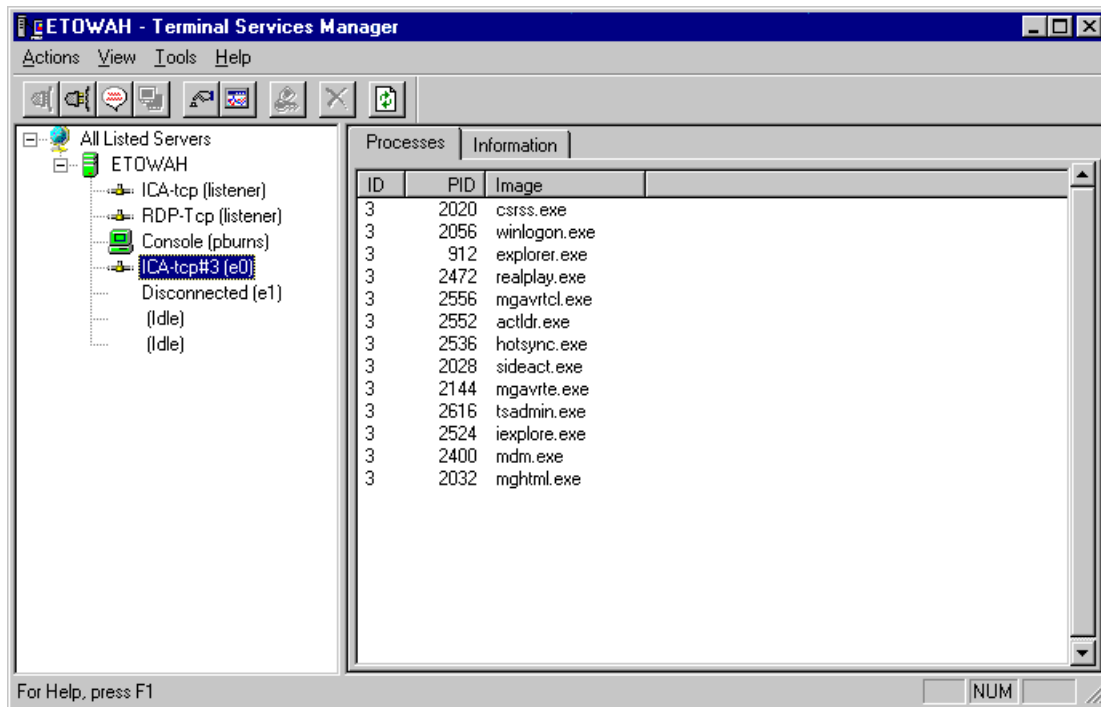 ETOWAH - Terminal Services Manager
Actions View Tools Help
All Listed Servers
ETOWAH
ICA-tcp (listener)
RDP-Tcp (listener)
Console (pburns)
ICA-tcp#3 (e0)
Disconnected (e1)
(Idle)
(Idle)
Processes Information
ID PID Image
3 2020 csrss.exe
3 2056 winlogon.exe
3 912 explorer.exe
3 2472 realplay.exe
3 2556 mgavrtcl.exe
3 2552 actldr.exe
3 2536 hotsync.exe
3 2028 sideact.exe
3 2144 mgavrte.exe
3 2616 tsadmin.exe
3 2524 iexplore.exe
3 2400 mdm.exe
3 2032 mghtml.exe
For Help, press F1
NUM